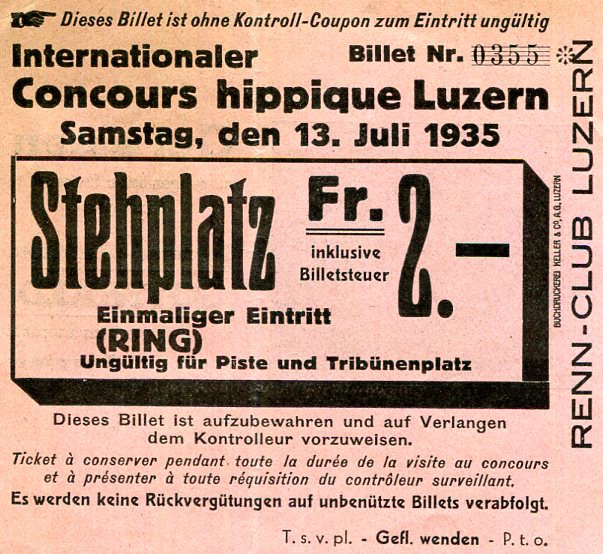 Dieses Billet ist ohne Kontroll-Coupon zum Eintritt ungültig
Internationaler
Billet Nr. 0355
Concours hippique Luzern
Samstag, den 13. Juli 1935
Stehplatz
Fr. 2.–
inklusive
Billetsteuer
Einmaliger Eintritt
(RING)
Ungültig für Piste und Tribünenplatz
Dieses Billet ist aufzubewahren und auf Verlangen
dem Kontrolleur vorzuweisen.
Ticket à conserver pendant toute la durée de la visite au concours
et à présenter à toute réquisition du contrôleur surveillant.
Es werden keine Rückvergütungen auf unbenützte Billets verabfolgt.
T. s. v. pl. - Gefl. wenden - P. t. o.
BUCHDRUCKEREI KELLER & Co, A.G., LUZERN
RENN-CLUB LUZERN